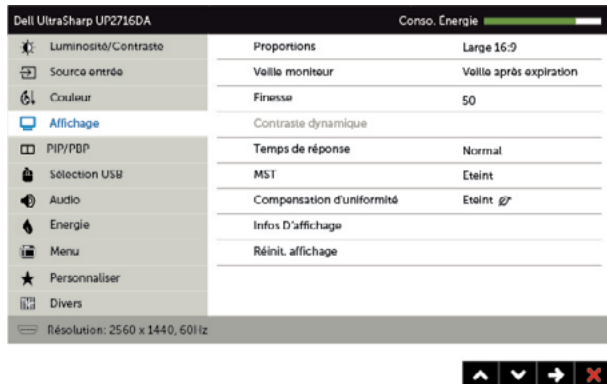 Dell UltraSharp UP2716DA Conso. Énergie
Luminosité/Contraste Proportions Large 16:9
Source entrée Veille moniteur Veille après expiration
Couleur Finesse 50
Affichage Contraste dynamique
PIP/PBP Temps de réponse Normal
Sélection USB MST Eteint
Audio Compensation d'uniformité Eteint
Energie Infos D'affichage
Menu Réinit. affichage
Personnaliser
Divers
Résolution: 2560 x 1440, 60Hz